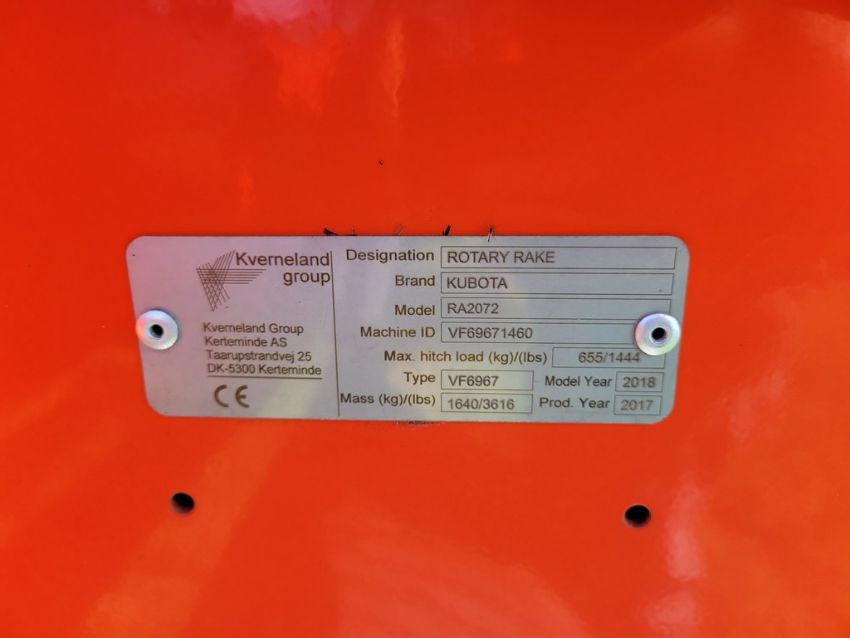 Kverneland
group
Kverneland Group
Kerteminde AS
Taarupstrandvej 25
DK-5300 Kerteminde
CE
Designation ROTARY RAKE
Brand KUBOTA
Model RA2072
Machine ID VF69671460
Max. hitch load (kg)/(lbs) 655/1444
Type VF6967 Model Year 2018
Mass (kg)/(lbs) 1640/3616 Prod. Year 2017